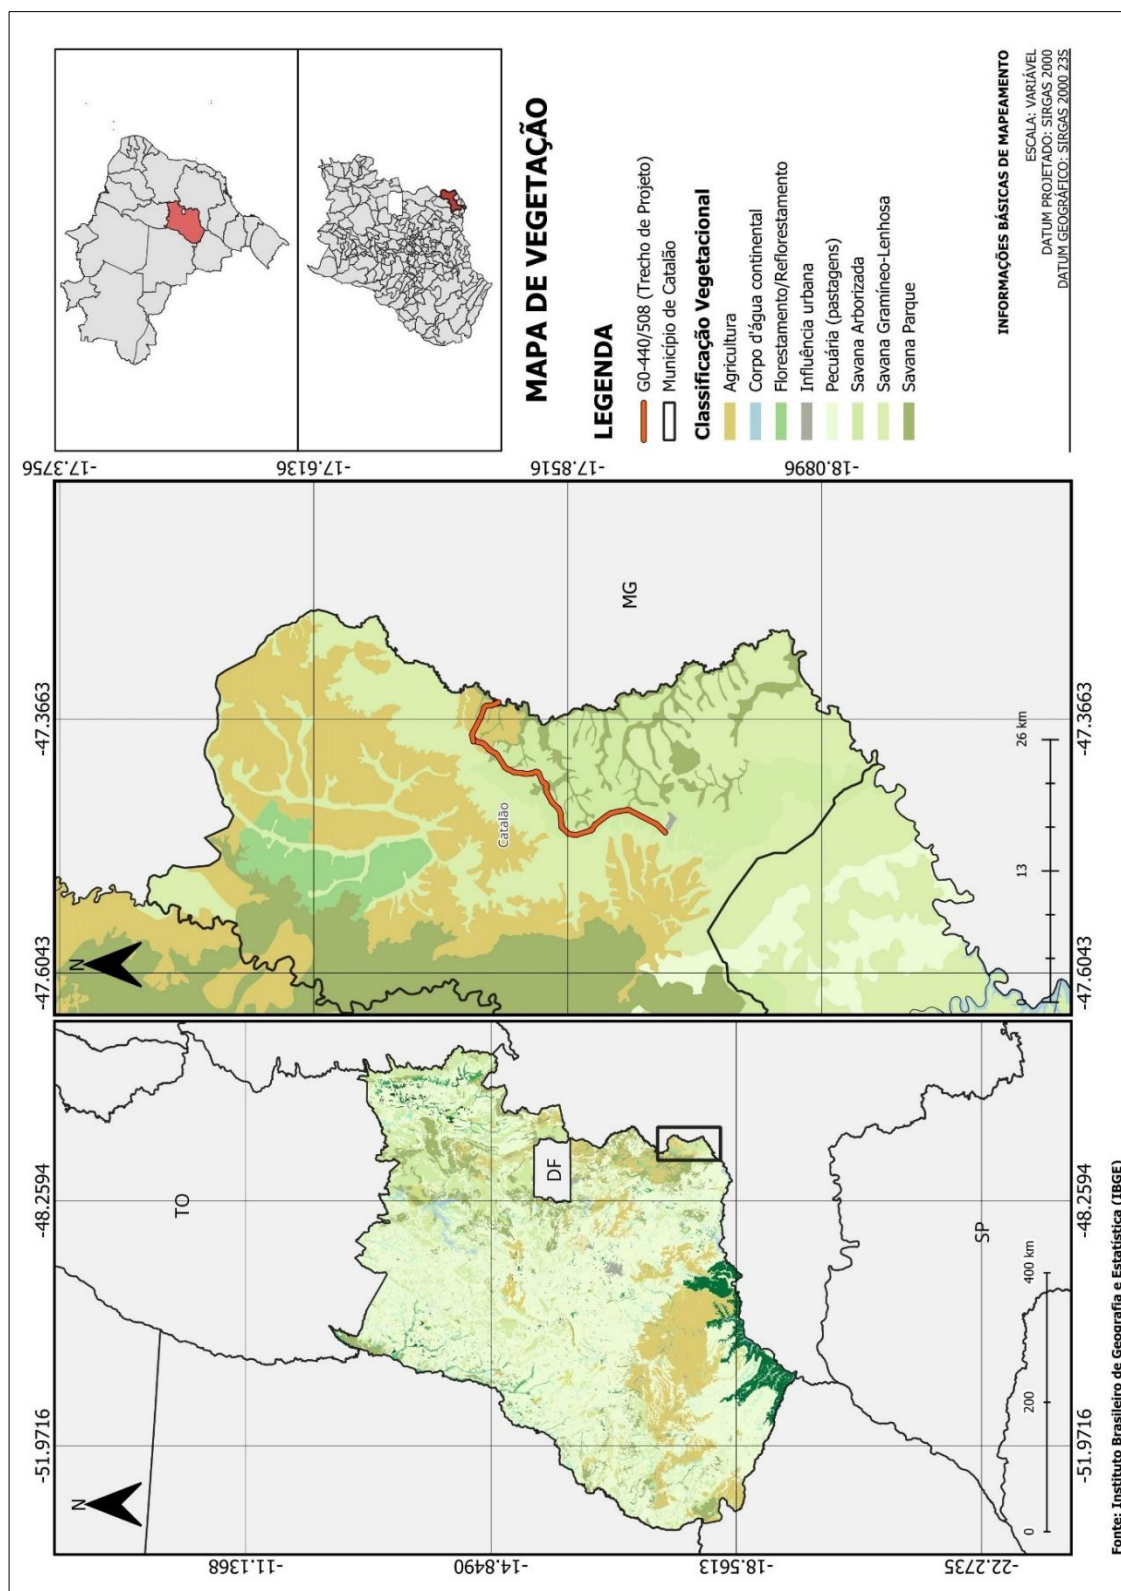 N
N
-51.9716
-48.2594
-47.6043
-47.3663
TO
DF
SP
0
200
400 km
-51.9716
-48.2594
-11.1368
-14.8490
-18.5613
-22.2735
Catalão
MG
0
13
26 km
-47.6043
-47.3663
-17.3756
-17.6136
-17.8516
-18.0896
MAPA DE VEGETAÇÃO
LEGENDA
GO-440/508 (Trecho de Projeto)
Município de Catalão
Classificação Vegetacional
Agricultura
Corpo d'água continental
Florestamento/Reflorestamento
Influência urbana
Pecuária (pastagens)
Savana Arborizada
Savana Gramíneo-Lenhosa
Savana Parque
INFORMAÇÕES BÁSICAS DE MAPEAMENTO
ESCALA: VARIÁVEL
DATUM PROJETADO: SIRGAS 2000
DATUM GEOGRÁFICO: SIRGAS 2000 23S
Fonte: Instituto Brasileiro de Geografia e Estatística (IBGE)